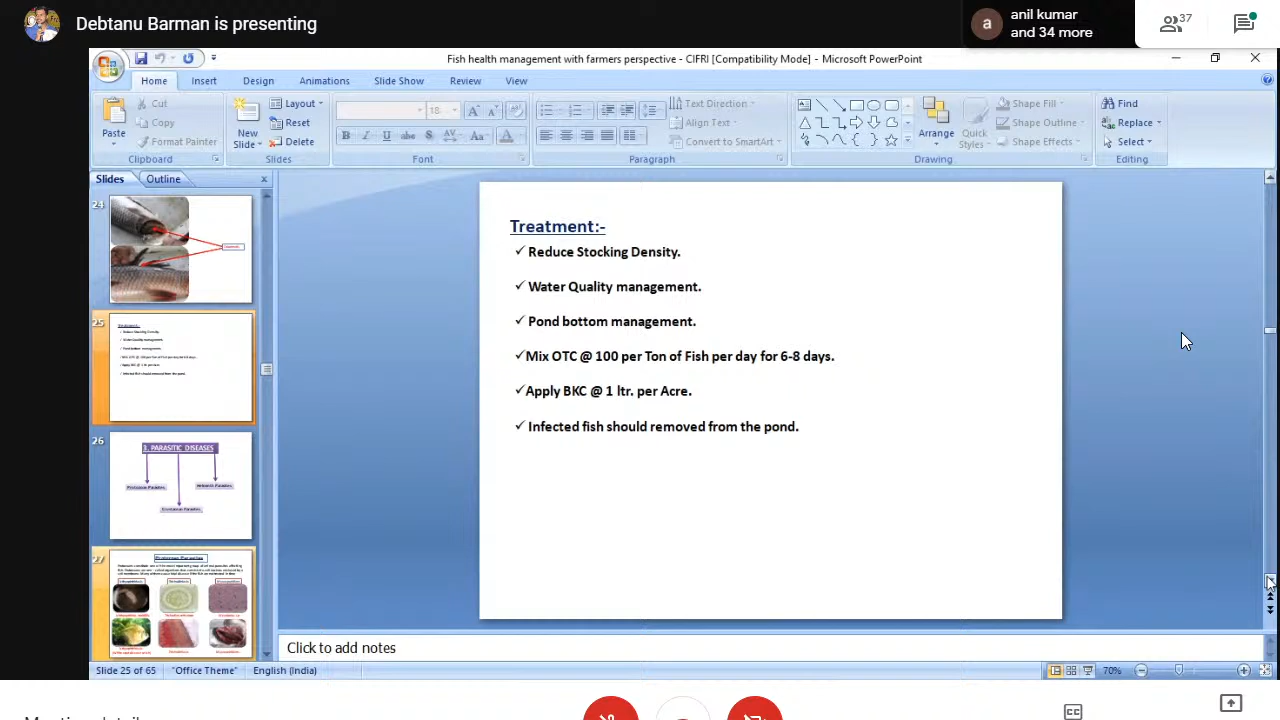 Debtanu Barman is presenting
anil kumar
and 34 more
37
Fish health management with farmers perspective - CIFRI [Compatibility Mode] - Microsoft PowerPoint
Home Insert Design Animations Slide Show Review View
Paste
Cut
Copy
Format Painter
Clipboard
New
Slide
Layout
Reset
Delete
Slides
18
B I U abc S AV Aa A
Font
Text Direction
Align Text
Convert to SmartArt
Paragraph
Arrange
Quick
Styles
Shape Fill
Shape Outline
Shape Effects
Drawing
Find
Replace
Select
Editing
Slides Outline
24
25
26
3. PARASITIC DISEASES
27
Treatment:-
✓ Reduce Stocking Density.
✓ Water Quality management.
✓ Pond bottom management.
✓Mix OTC @ 100 per Ton of Fish per day for 6-8 days.
✓Apply BKC @ 1 ltr. per Acre.
✓ Infected fish should removed from the pond.
Click to add notes
Slide 25 of 65
"Office Theme"
English (India)
70%
CC